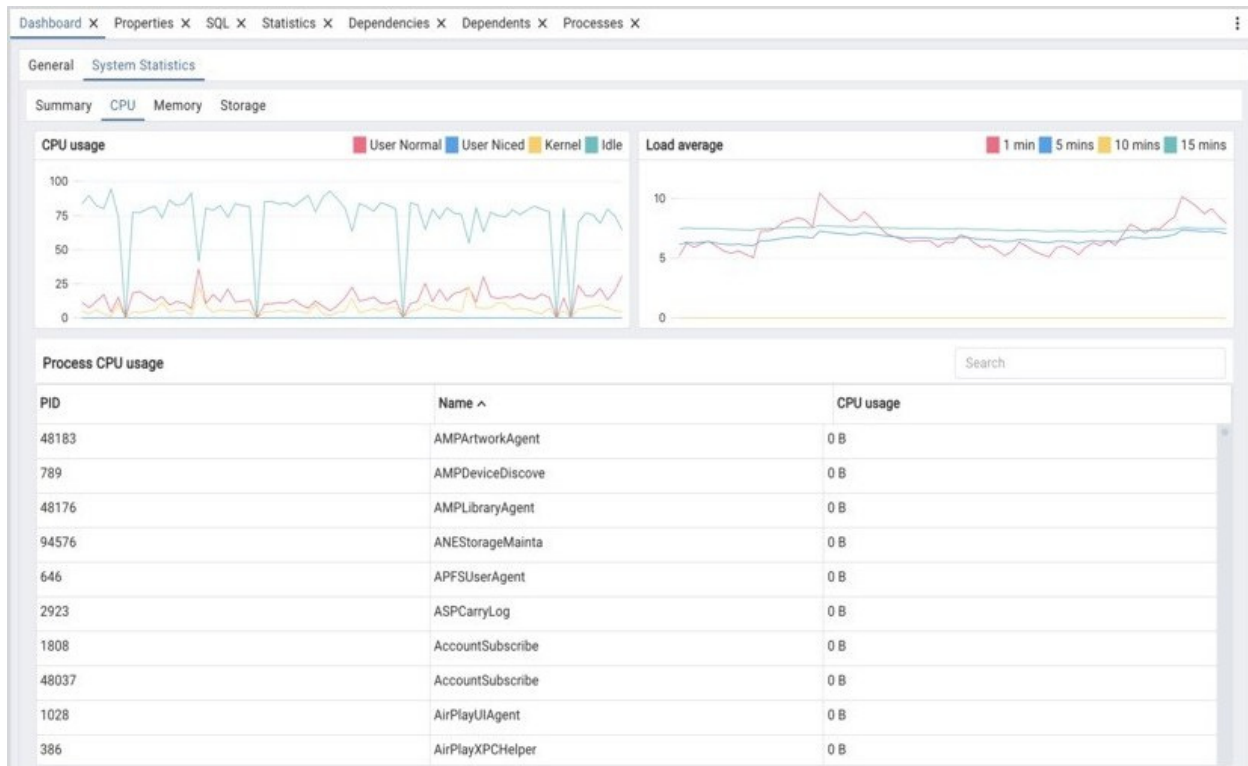 Dashboard X Properties X SQL X Statistics X Dependencies X Dependents X Processes X
General System Statistics
Summary CPU Memory Storage
CPU usage User Normal User Niced Kernel Idle
100
75
50
25
0
Load average 1 min 5 mins 10 mins 15 mins
10
5
0
Process CPU usage Search
PID Name CPU usage
48183 AMPArtworkAgent 0 B
789 AMPDeviceDiscove 0 B
48176 AMPLibraryAgent 0 B
94576 ANEStorageMainta 0 B
646 APFSUserAgent 0 B
2923 ASPCarryLog 0 B
1808 AccountSubscribe 0 B
48037 AccountSubscribe 0 B
1028 AirPlayUIAgent 0 B
386 AirPlayXPCHelper 0 B